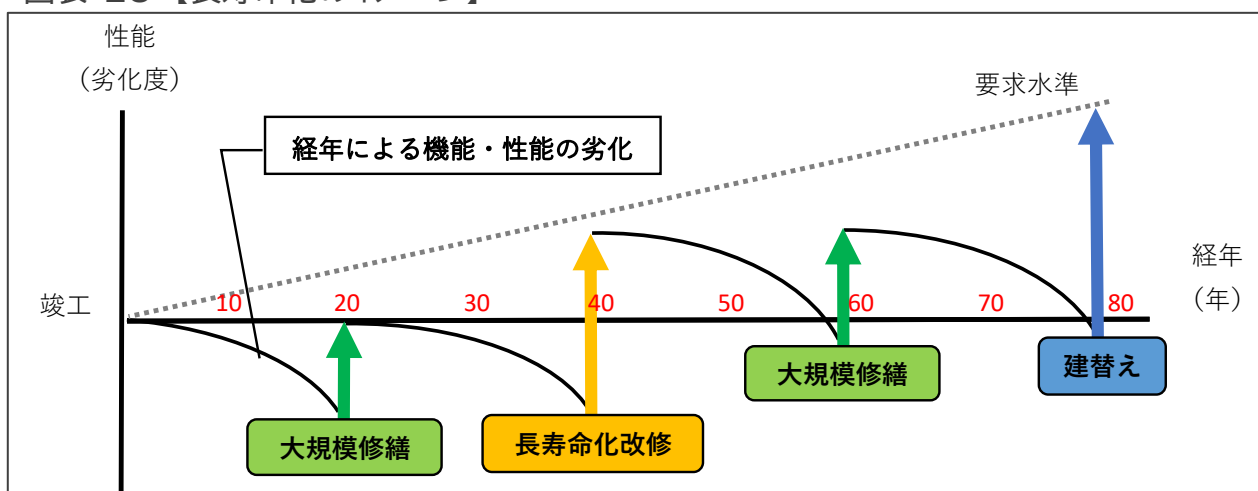 性能
（劣化度）
要求水準
経年による機能・性能の劣化
経年
（年）
竣工
10
20
30
40
50
60
70
80
大規模修繕
長寿命化改修
大規模修繕
建替え